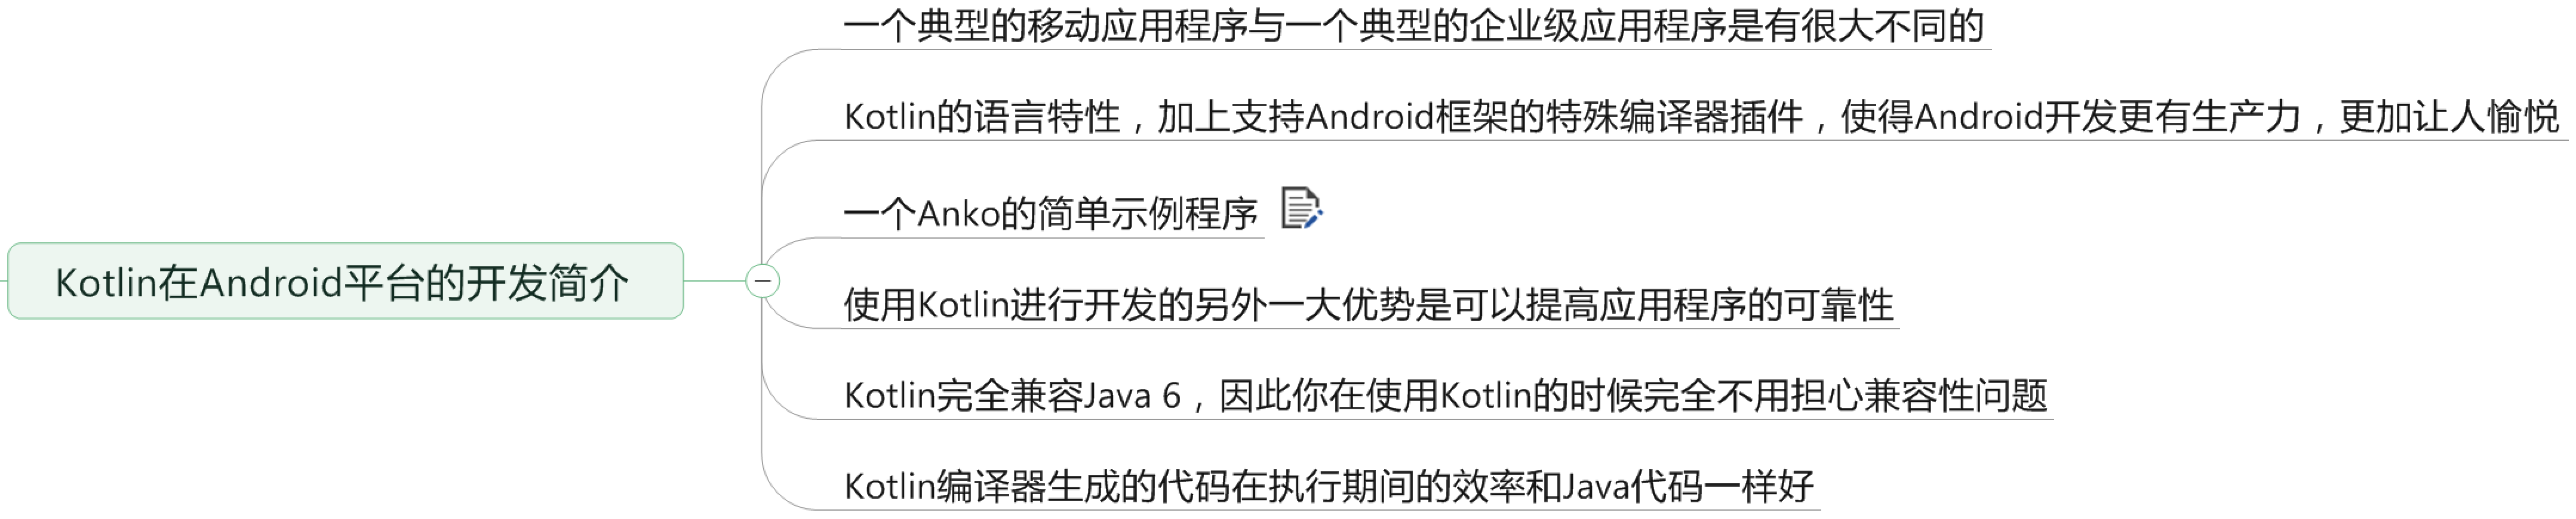 一个典型的移动应用程序与一个典型的企业级应用程序是有很大不同的
Kotlin的语言特性，加上支持Android框架的特殊编译器插件，使得Android开发更有生产力，更加让人愉悦
一个Anko的简单示例程序
Kotlin在Android平台的开发简介
使用Kotlin进行开发的另外一大优势是可以提高应用程序的可靠性
Kotlin完全兼容Java 6，因此你在使用Kotlin的时候完全不用担心兼容性问题
Kotlin编译器生成的代码在执行期间的效率和Java代码一样好